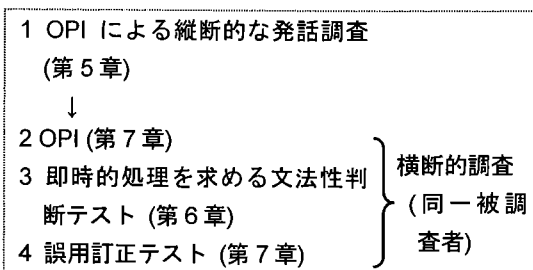 1 OPI による縦断的な発話調査
(第5章)
↓
2 OPI (第7章)
3 即時的処理を求める文法性判
断テスト (第6章)
4 誤用訂正テスト (第7章)
横断的調査
(同一被調
査者)